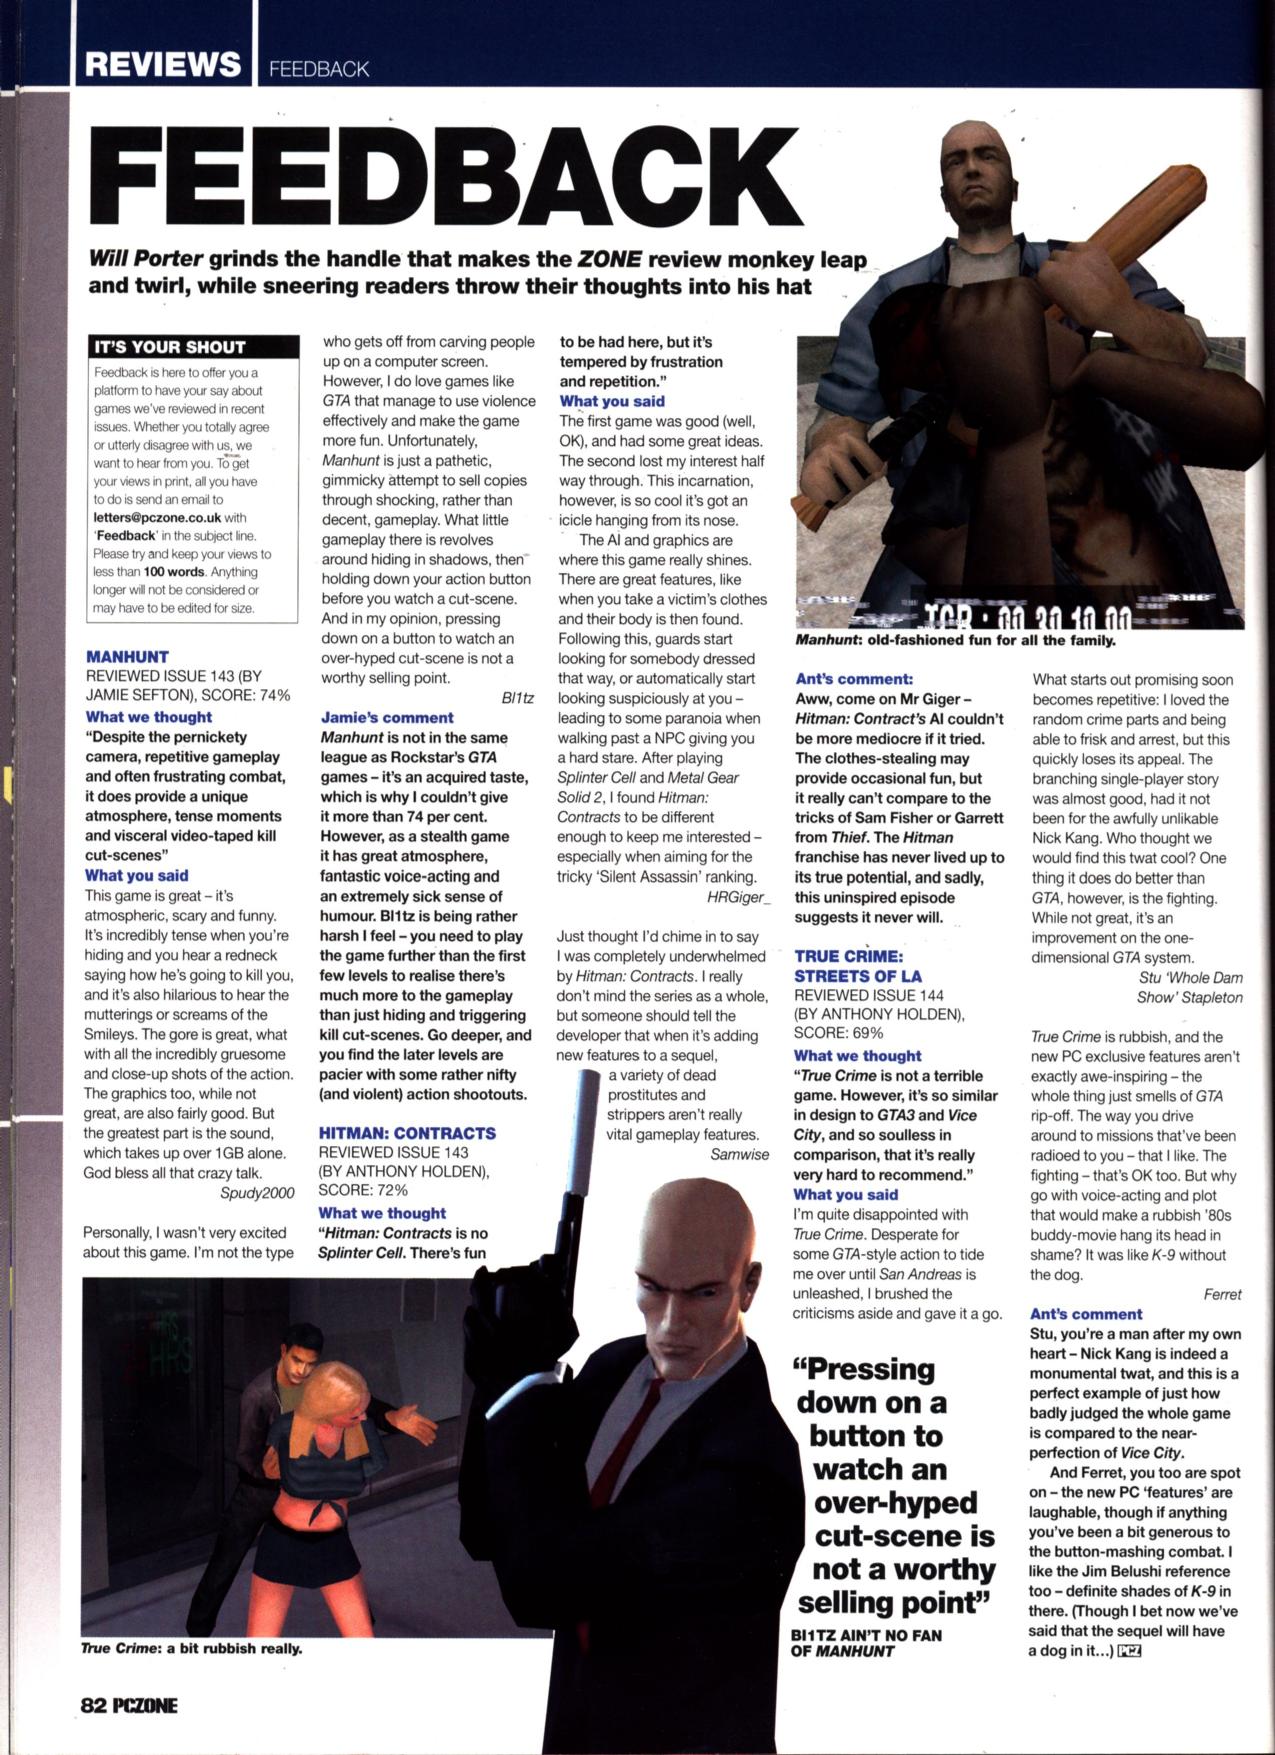 REVIEWS
FEEDBACK
FEEDBACK
Will Porter grinds the handle that makes the ZONE review monkey leap
and twirl, while sneering readers throw their thoughts into his hat
IT'S YOUR SHOUT
Feedback is here to offer you a
platform to have your say about
games we've reviewed in recent
issues. Whether you totally agree
or utterly disagree with us, we
want to hear from you. To get
your views in print, all you have
to do is send an email to
letters@pczone.co.uk with
'Feedback' in the subject line.
Please try and keep your views to
less than 100 words. Anything
longer will not be considered or
may have to be edited for size.
MANHUNT
REVIEWED ISSUE 143 (BY
JAMIE SEFTON), SCORE: 74%
What we thought
"Despite the pernickety
camera, repetitive gameplay
and often frustrating combat,
it does provide a unique
atmosphere, tense moments
and visceral video-taped kill
cut-scenes"
What you said
This game is great – it's
atmospheric, scary and funny.
It's incredibly tense when you're
hiding and you hear a redneck
saying how he's going to kill you,
and it's also hilarious to hear the
mutterings or screams of the
Smileys. The gore is great, what
with all the incredibly gruesome
and close-up shots of the action.
The graphics too, while not
great, are also fairly good. But
the greatest part is the sound,
which takes up over 1GB alone.
God bless all that crazy talk.
Spudy2000
Personally, I wasn't very excited
about this game. I'm not the type
who gets off from carving people
up on a computer screen.
However, I do love games like
GTA that manage to use violence
effectively and make the game
more fun. Unfortunately,
Manhunt is just a pathetic,
gimmicky attempt to sell copies
through shocking, rather than
decent, gameplay. What little
gameplay there is revolves
around hiding in shadows, then
holding down your action button
before you watch a cut-scene.
And in my opinion, pressing
down on a button to watch an
over-hyped cut-scene is not a
worthy selling point.
Bl1tz
Jamie's comment
Manhunt is not in the same
league as Rockstar's GTA
games – it's an acquired taste,
which is why I couldn't give
it more than 74 per cent.
However, as a stealth game
it has great atmosphere,
fantastic voice-acting and
an extremely sick sense of
humour. Bl1tz is being rather
harsh I feel – you need to play
the game further than the first
few levels to realise there's
much more to the gameplay
than just hiding and triggering
kill cut-scenes. Go deeper, and
you find the later levels are
pacier with some rather nifty
(and violent) action shootouts.
HITMAN: CONTRACTS
REVIEWED ISSUE 143
(BY ANTHONY HOLDEN),
SCORE: 72%
What we thought
"Hitman: Contracts is no
Splinter Cell. There's fun
to be had here, but it's
tempered by frustration
and repetition."
What you said
The first game was good (well,
OK), and had some great ideas.
The second lost my interest half
way through. This incarnation,
however, is so cool it's got an
icicle hanging from its nose.
The AI and graphics are
where this game really shines.
There are great features, like
when you take a victim's clothes
and their body is then found.
Following this, guards start
looking for somebody dressed
that way, or automatically start
looking suspiciously at you –
leading to some paranoia when
walking past a NPC giving you
a hard stare. After playing
Splinter Cell and Metal Gear
Solid 2, I found Hitman:
Contracts to be different
enough to keep me interested –
especially when aiming for the
tricky 'Silent Assassin' ranking.
HRGiger_
Just thought I'd chime in to say
I was completely underwhelmed
by Hitman: Contracts. I really
don't mind the series as a whole,
but someone should tell the
developer that when it's adding
new features to a sequel,
a variety of dead
prostitutes and
strippers aren't really
vital gameplay features.
Samwise
Manhunt: old-fashioned fun for all the family.
Ant's comment:
Aww, come on Mr Giger –
Hitman: Contract's AI couldn't
be more mediocre if it tried.
The clothes-stealing may
provide occasional fun, but
it really can't compare to the
tricks of Sam Fisher or Garrett
from Thief. The Hitman
franchise has never lived up to
its true potential, and sadly,
this uninspired episode
suggests it never will.
TRUE CRIME:
STREETS OF LA
REVIEWED ISSUE 144
(BY ANTHONY HOLDEN),
SCORE: 69%
What we thought
"True Crime is not a terrible
game. However, it's so similar
in design to GTA3 and Vice
City, and so soulless in
comparison, that it's really
very hard to recommend."
What you said
I'm quite disappointed with
True Crime. Desperate for
some GTA-style action to tide
me over until San Andreas is
unleashed, I brushed the
criticisms aside and gave it a go.
"Pressing
down on a
button to
watch an
over-hyped
cut-scene is
not a worthy
selling point"
Bl1TZ AIN'T NO FAN
OF MANHUNT
What starts out promising soon
becomes repetitive: I loved the
random crime parts and being
able to frisk and arrest, but this
quickly loses its appeal. The
branching single-player story
was almost good, had it not
been for the awfully unlikable
Nick Kang. Who thought we
would find this twat cool? One
thing it does do better than
GTA, however, is the fighting.
While not great, it's an
improvement on the one-
dimensional GTA system.
Stu 'Whole Dam
Show' Stapleton
True Crime is rubbish, and the
new PC exclusive features aren't
exactly awe-inspiring – the
whole thing just smells of GTA
rip-off. The way you drive
around to missions that've been
radioed to you – that I like. The
fighting – that's OK too. But why
go with voice-acting and plot
that would make a rubbish '80s
buddy-movie hang its head in
shame? It was like K-9 without
the dog.
Ferret
Ant's comment
Stu, you're a man after my own
heart – Nick Kang is indeed a
monumental twat, and this is a
perfect example of just how
badly judged the whole game
is compared to the near-
perfection of Vice City.
And Ferret, you too are spot
on – the new PC 'features' are
laughable, though if anything
you've been a bit generous to
the button-mashing combat. I
like the Jim Belushi reference
too – definite shades of K-9 in
there. (Though I bet now we've
said that the sequel will have
a dog in it...) PCZ
True Crime: a bit rubbish really.
82 PCZONE